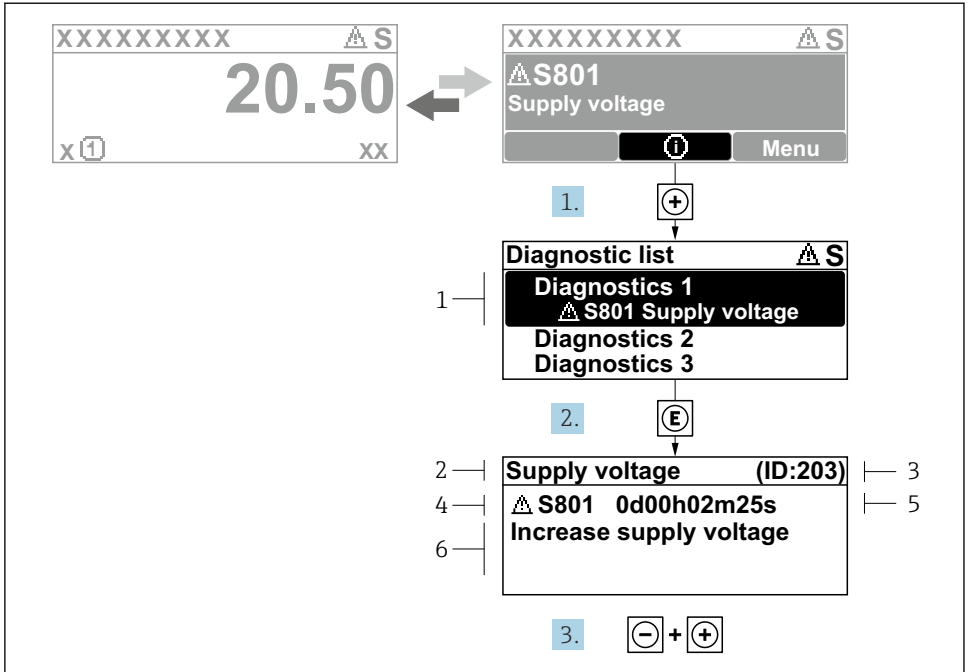 XXXXXXXXX ⚠ S
20.50
X 1 XX
XXXXXXXXX ⚠ S
⚠ S801
Supply voltage
i Menu
1. +
Diagnostic list ⚠ S
1
Diagnostics 1
⚠ S801 Supply voltage
Diagnostics 2
Diagnostics 3
2. E
2 Supply voltage (ID:203) 3
4 ⚠ S801 0d00h02m25s 5
6 Increase supply voltage
3. - + +